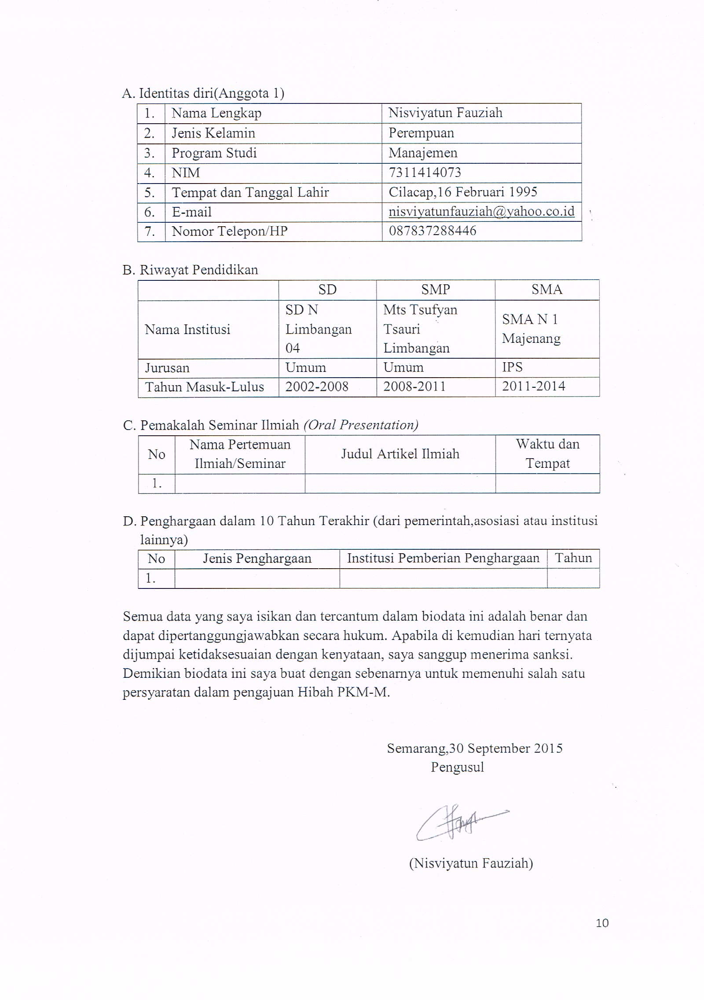 A. Identitas diri(Anggota 1)
1. Nama Lengkap Nisviyatun Fauziah
2. Jenis Kelamin Perempuan
3. Program Studi Manajemen
4. NIM 7311414073
5. Tempat dan Tanggal Lahir Cilacap,16 Februari 1995
6. E-mail nisviyatunfauziah@yahoo.co.id
7. Nomor Telepon/HP 087837288446
B. Riwayat Pendidikan
SD SMP SMA
Nama Institusi SD N Limbangan 04 Mts Tsufyan Tsauri Limbangan SMA N 1 Majenang
Jurusan Umum Umum IPS
Tahun Masuk-Lulus 2002-2008 2008-2011 2011-2014
C. Pemakalah Seminar Ilmiah (Oral Presentation)
No Nama Pertemuan Ilmiah/Seminar Judul Artikel Ilmiah Waktu dan Tempat
1.
D. Penghargaan dalam 10 Tahun Terakhir (dari pemerintah,asosiasi atau institusi
lainnya)
No Jenis Penghargaan Institusi Pemberian Penghargaan Tahun
1.
Semua data yang saya isikan dan tercantum dalam biodata ini adalah benar dan
dapat dipertanggungjawabkan secara hukum. Apabila di kemudian hari ternyata
dijumpai ketidaksesuaian dengan kenyataan, saya sanggup menerima sanksi.
Demikian biodata ini saya buat dengan sebenarnya untuk memenuhi salah satu
persyaratan dalam pengajuan Hibah PKM-M.
Semarang,30 September 2015
Pengusul
(Nisviyatun Fauziah)
10